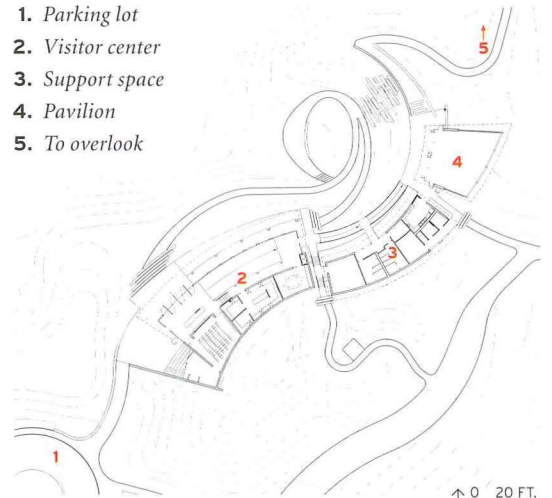 1. Parking lot
2. Visitor center
3. Support space
4. Pavilion
5. To overlook
5
4
3
2
1
0 20 FT.